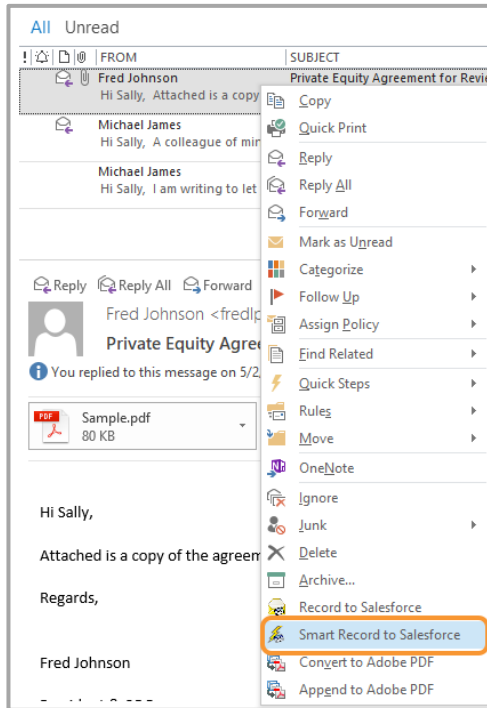 All Unread
! FROM SUBJECT
Fred Johnson Private Equity Agreement for Revie
Hi Sally, Attached is a copy
Michael James
Hi Sally, A colleague of min
Michael James
Hi Sally, I am writing to let
Copy
Quick Print
Reply
Reply All
Forward
Mark as Unread
Categorize
Follow Up
Assign Policy
Find Related
Quick Steps
Rules
Move
OneNote
Ignore
Junk
Delete
Archive...
Record to Salesforce
Smart Record to Salesforce
Convert to Adobe PDF
Append to Adobe PDF
Reply Reply All Forward
Fred Johnson <fredlp
Private Equity Agree
You replied to this message on 5/2,
PDF
Sample.pdf
80 KB
Hi Sally,
Attached is a copy of the agreem
Regards,
Fred Johnson